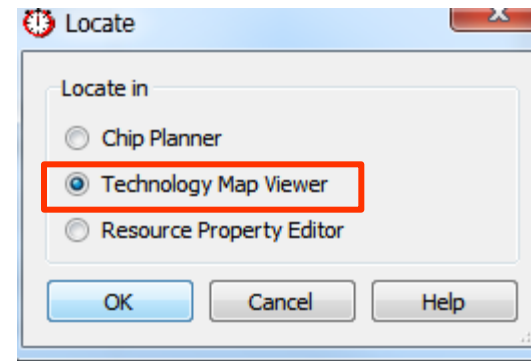 Locate
Locate in
Chip Planner
Technology Map Viewer
Resource Property Editor
OK Cancel Help